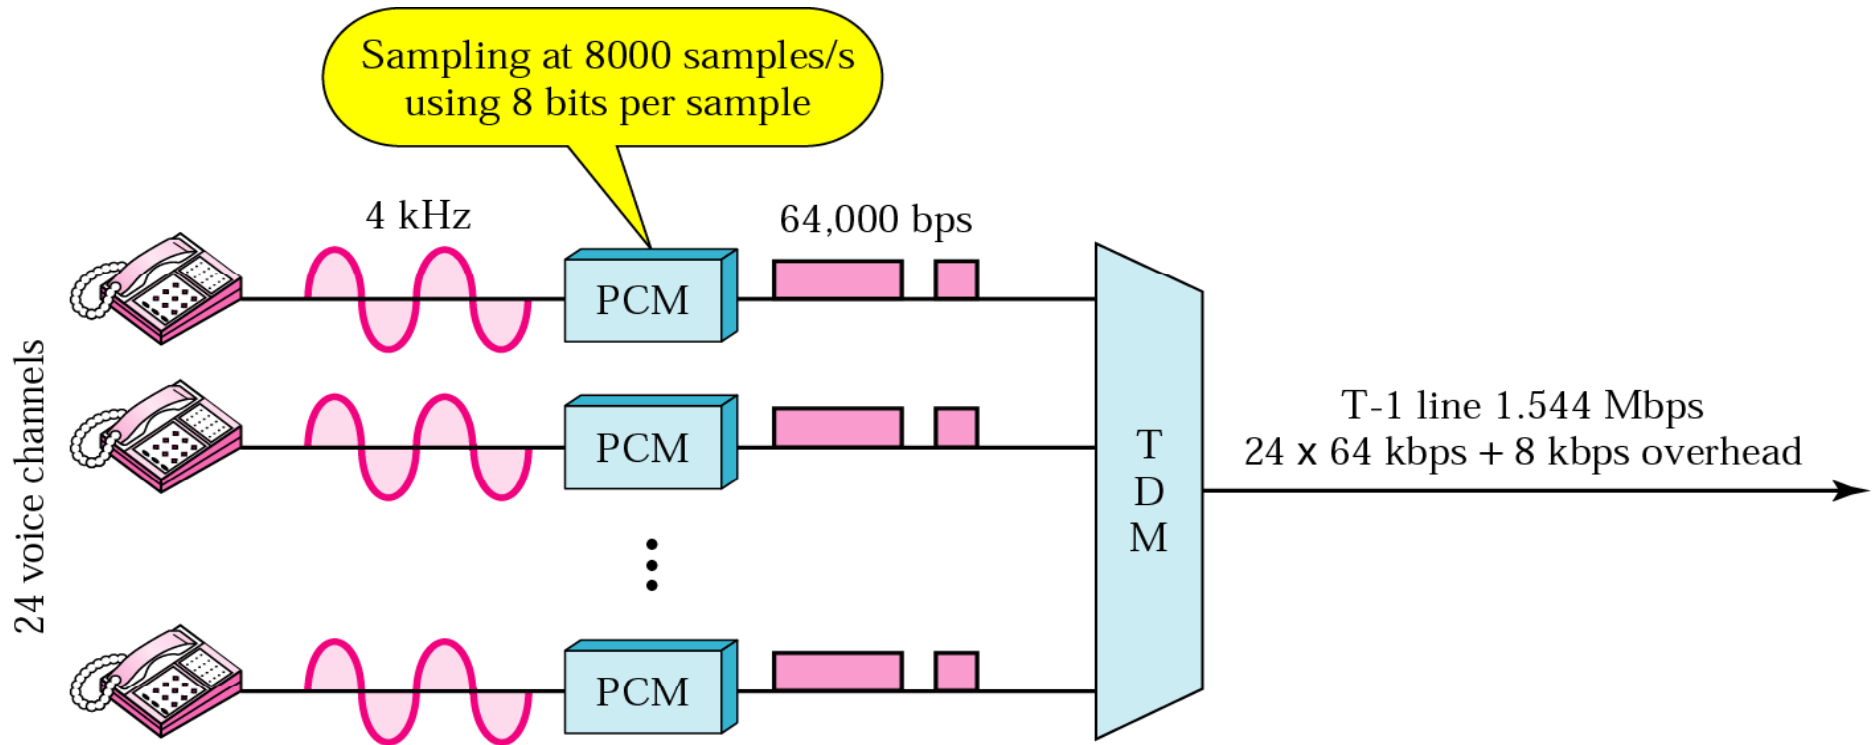 Sampling at 8000 samples/s
using 8 bits per sample
4 kHz
64,000 bps
PCM
PCM
PCM
24 voice channels
T
D
M
T-1 line 1.544 Mbps
24 x 64 kbps + 8 kbps overhead